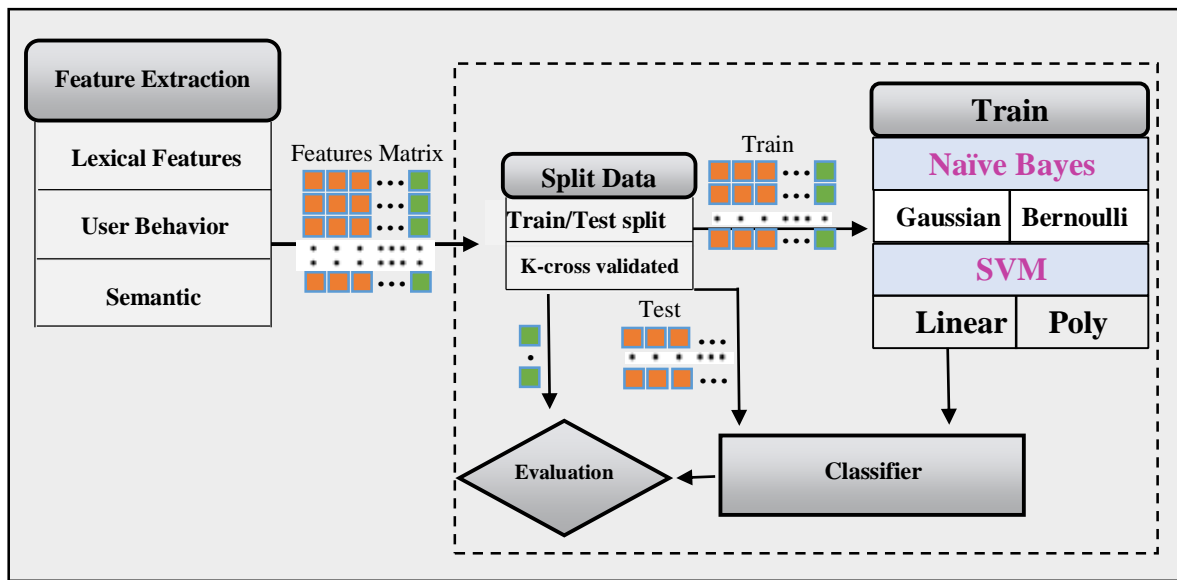 Feature Extraction
Lexical Features
User Behavior
Semantic
Features Matrix
Split Data
Train/Test split
K-cross validated
Train
Test
Train
Naïve Bayes
Gaussian Bernoulli
SVM
Linear Poly
Evaluation
Classifier